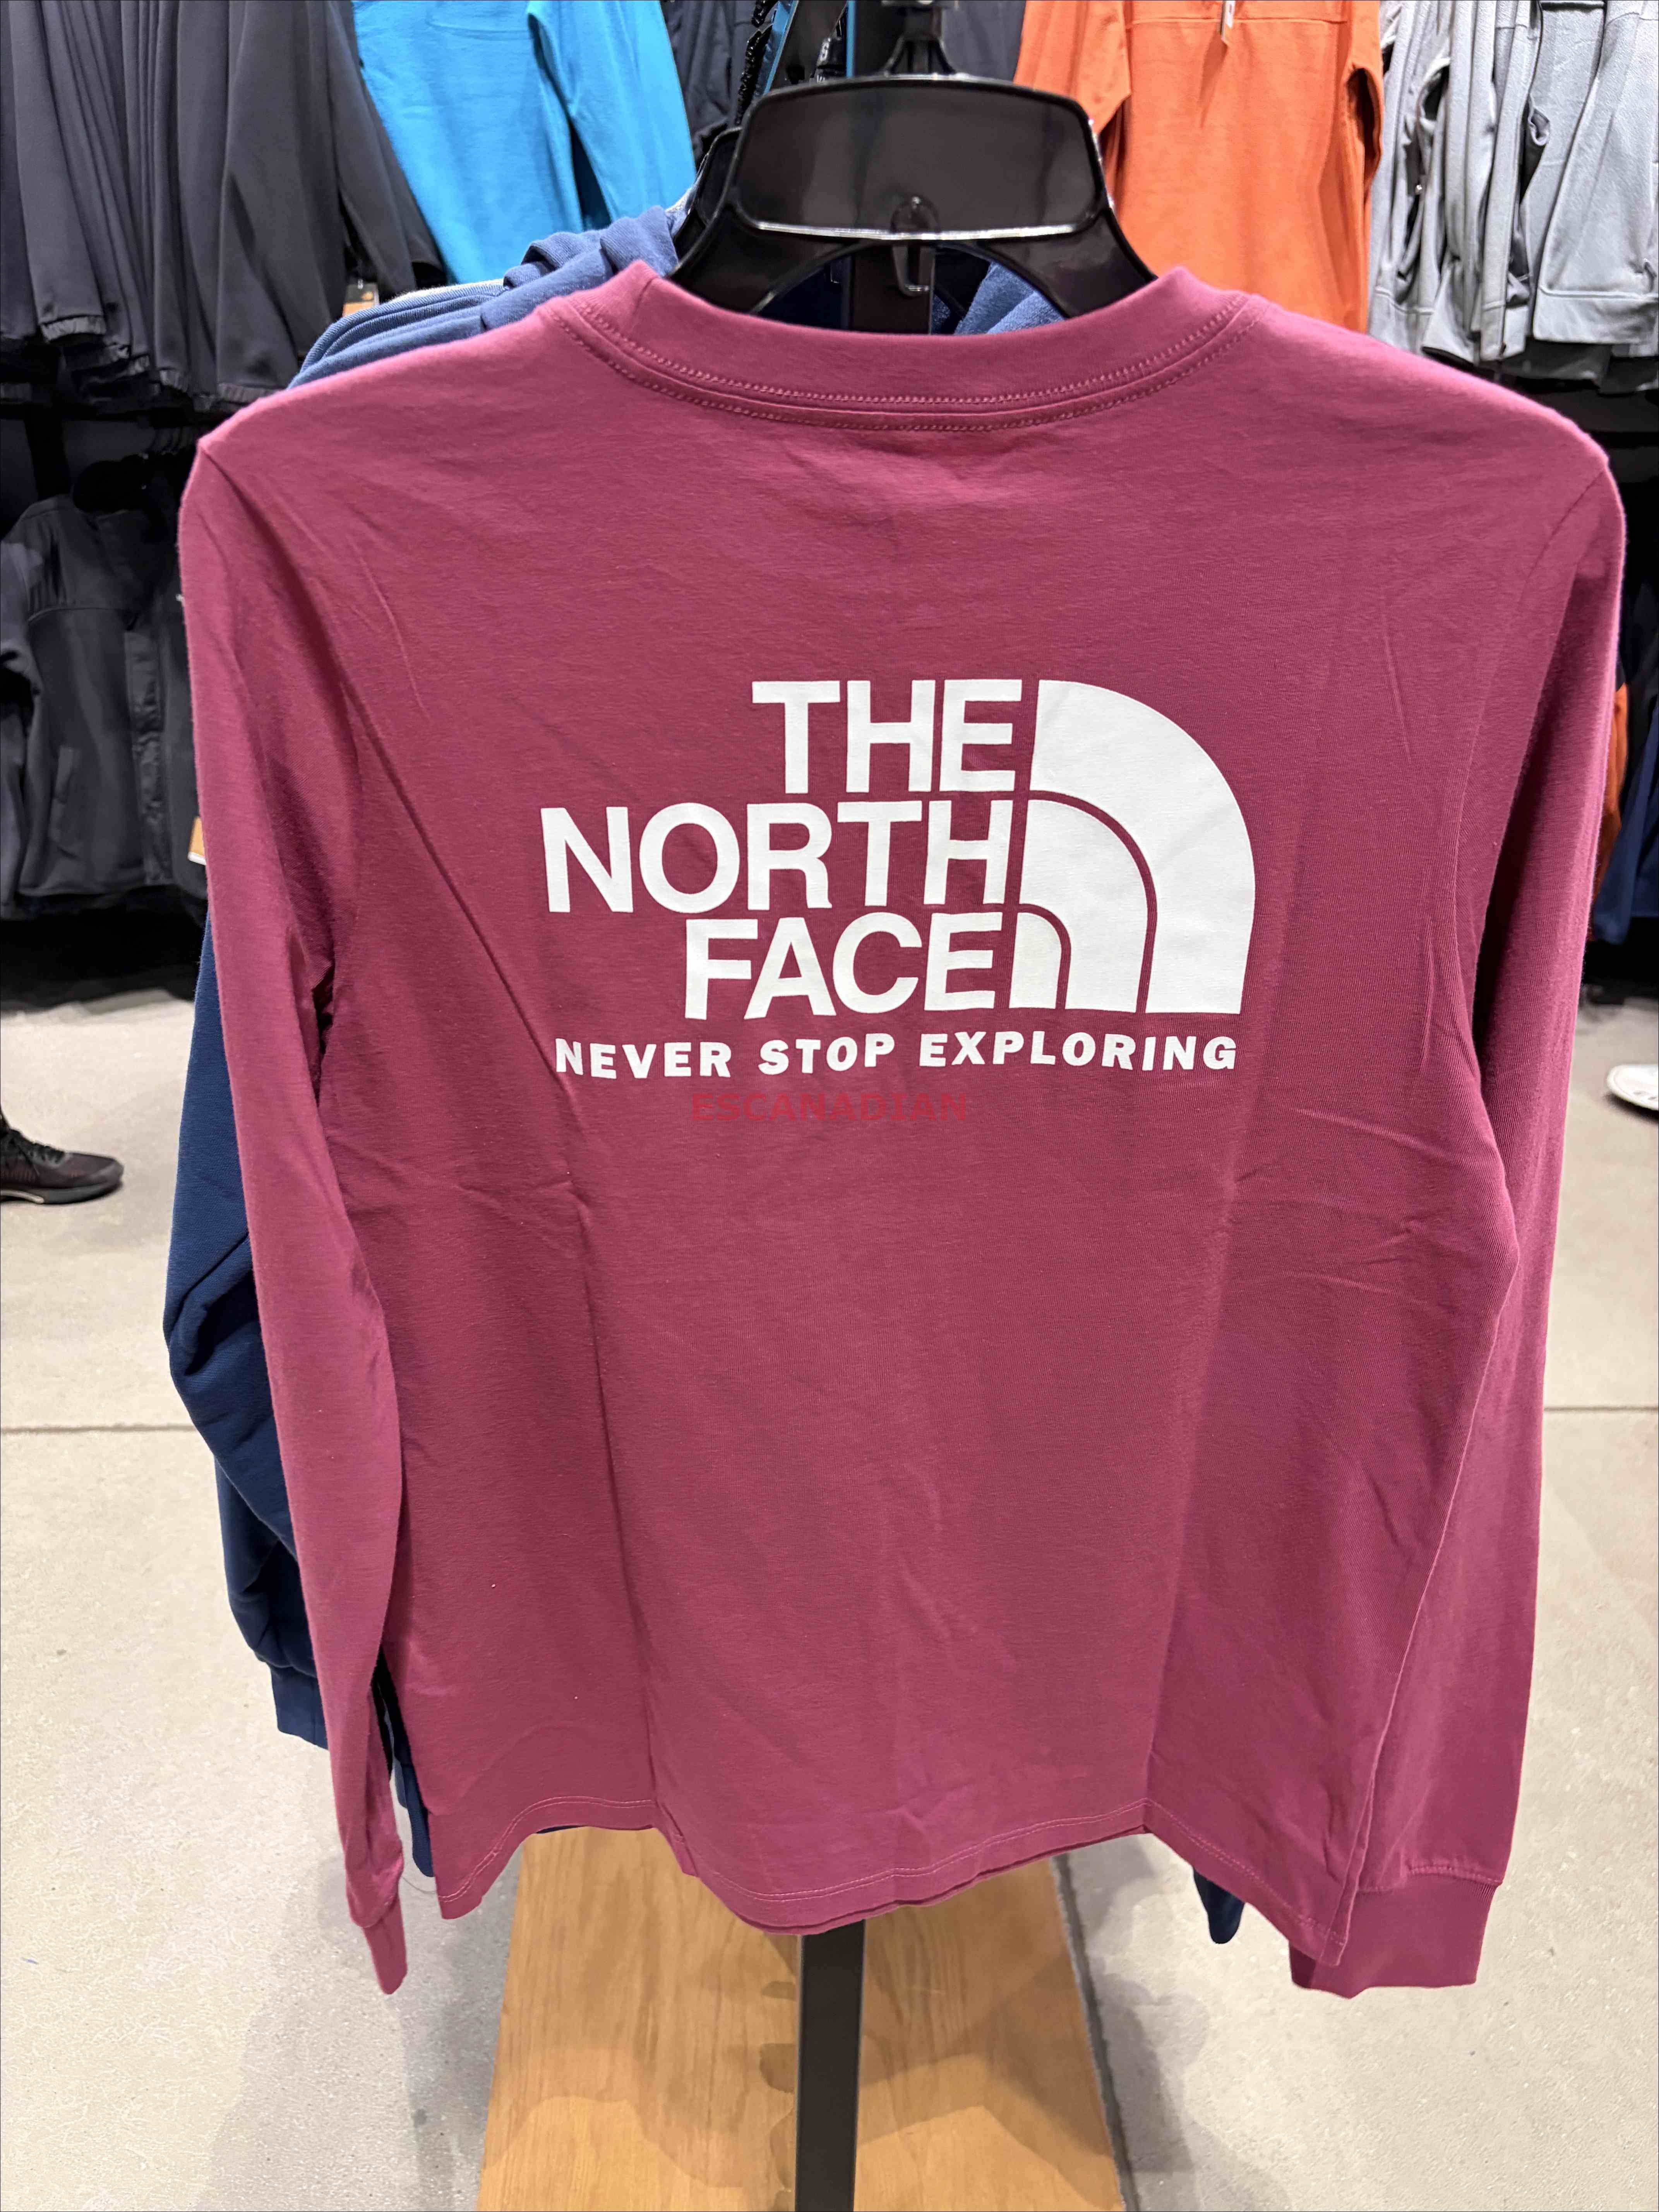 THE
NORTH
FACE
NEVER STOP EXPLORING
ESCANADIAN